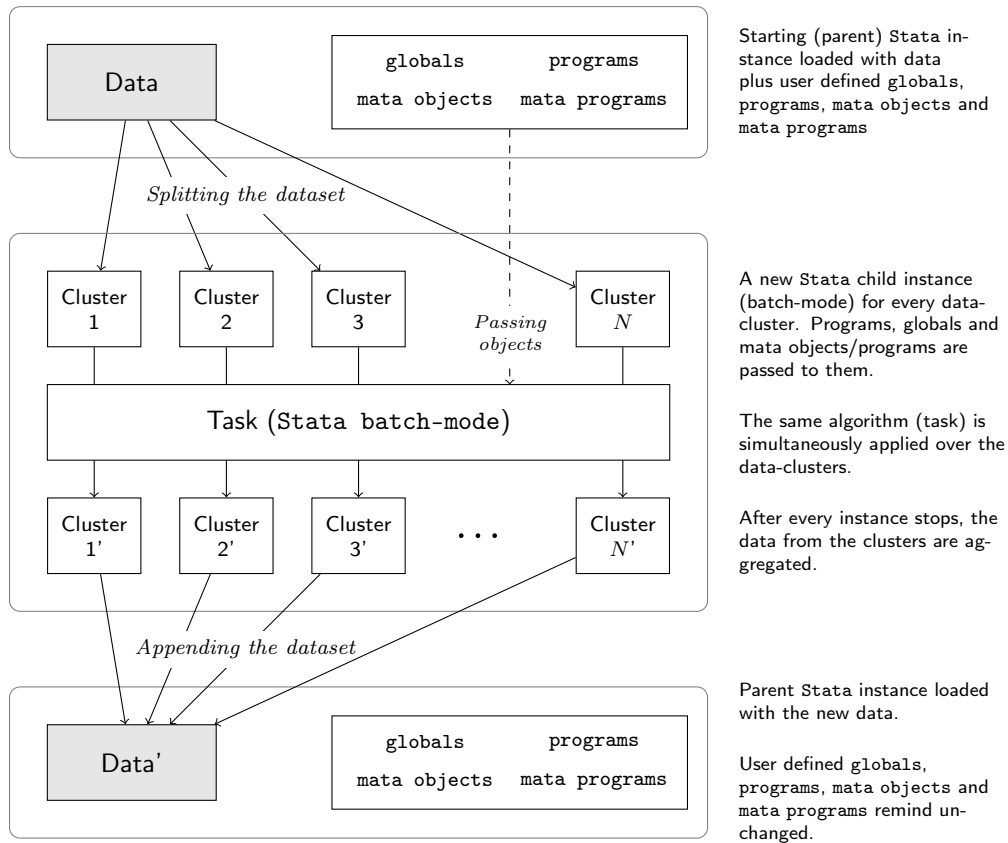 Data
globals programs
mata objects mata programs
Starting (parent) Stata in-
stance loaded with data
plus user defined globals,
programs, mata objects and
mata programs
Splitting the dataset
Cluster
1
Cluster
2
Cluster
3
Cluster
N
Passing
objects
A new Stata child instance
(batch-mode) for every data-
cluster. Programs, globals and
mata objects/programs are
passed to them.
Task (Stata batch-mode)
The same algorithm (task) is
simultaneously applied over the
data-clusters.
Cluster
1'
Cluster
2'
Cluster
3'
...
Cluster
N'
After every instance stops, the
data from the clusters are ag-
gregated.
Appending the dataset
Data'
globals programs
mata objects mata programs
Parent Stata instance loaded
with the new data.
User defined globals,
programs, mata objects and
mata programs remind un-
changed.